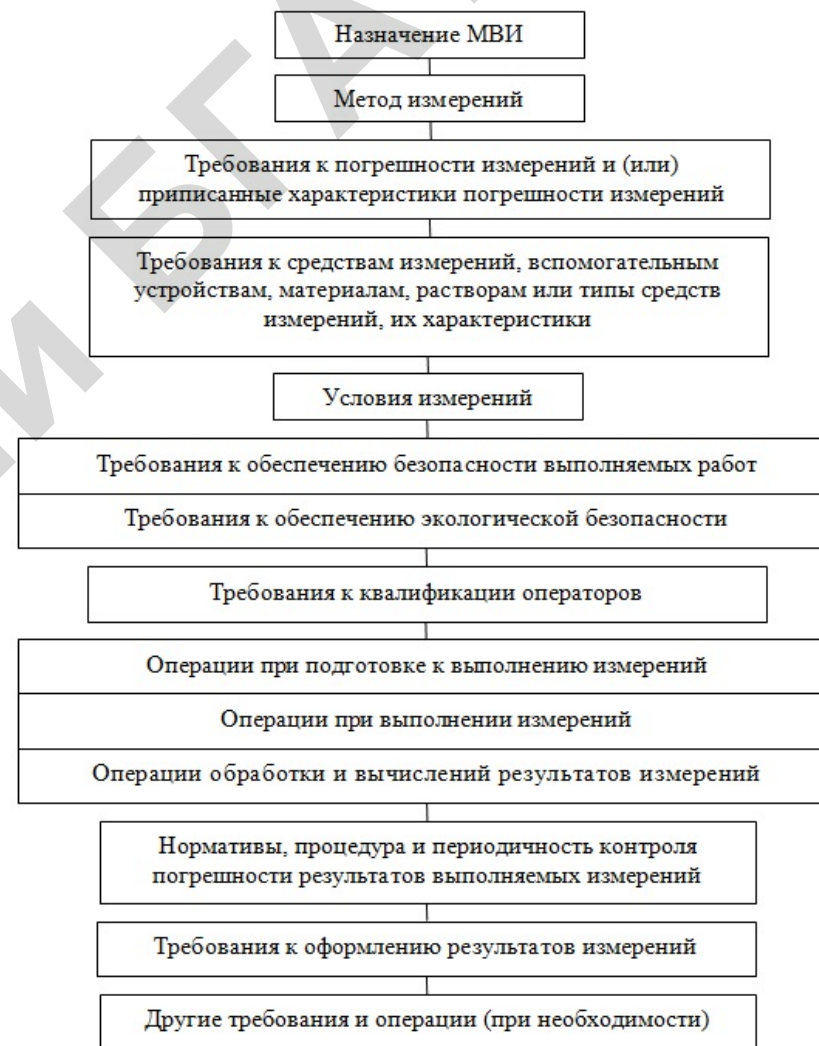 Назначение МВИ
Метод измерений
Требования к погрешности измерений и (или)
приписанные характеристики погрешности измерений
Требования к средствам измерений, вспомогательным
устройствам, материалам, растворам или типы средств
измерений, их характеристики
Условия измерений
Требования к обеспечению безопасности выполняемых работ
Требования к обеспечению экологической безопасности
Требования к квалификации операторов
Операции при подготовке к выполнению измерений
Операции при выполнении измерений
Операции обработки и вычислений результатов измерений
Нормативы, процедура и периодичность контроля
погрешности результатов выполняемых измерений
Требования к оформлению результатов измерений
Другие требования и операции (при необходимости)